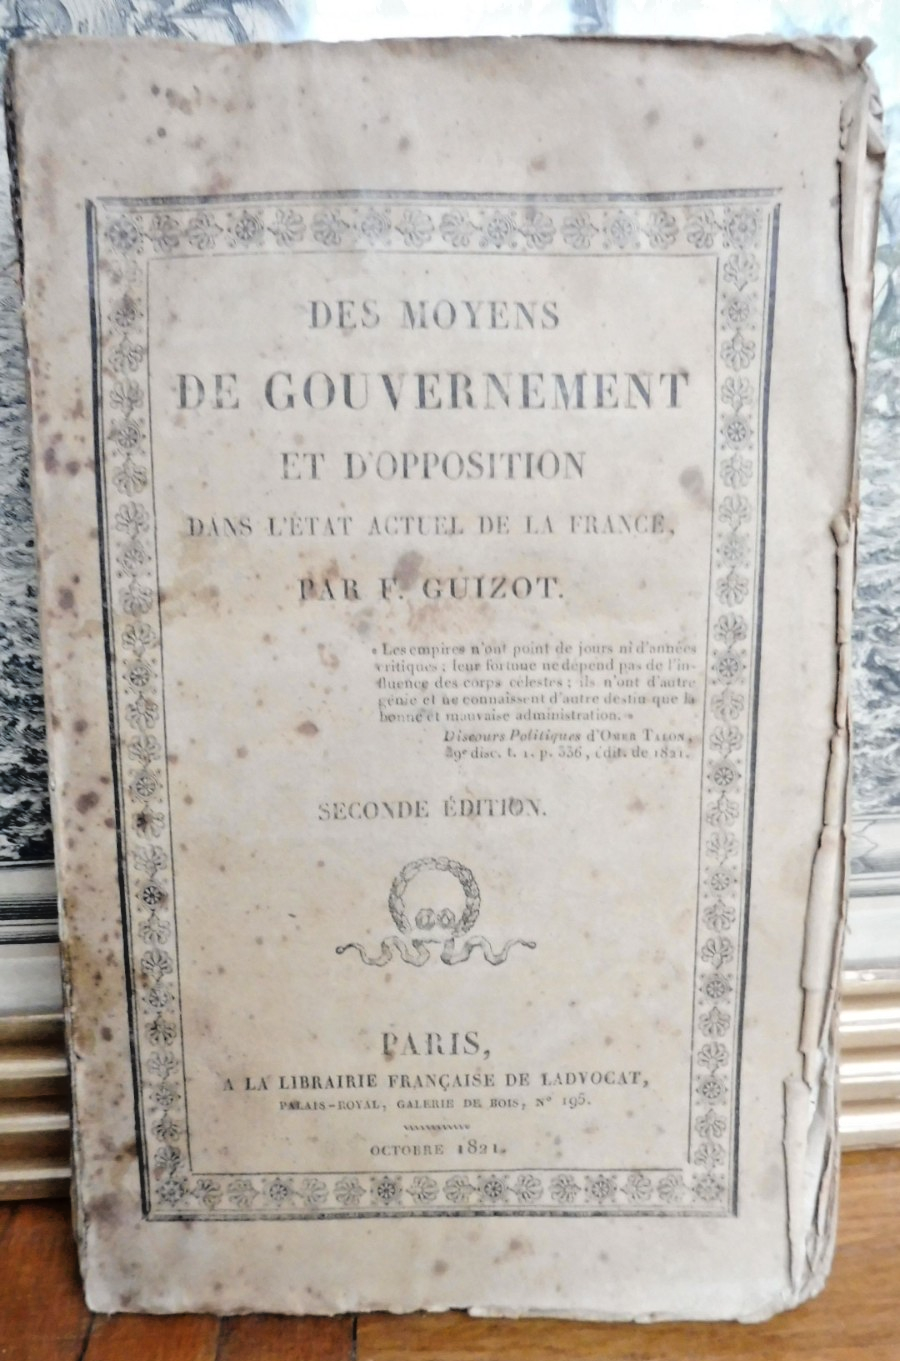 DES MOYENS
DE GOUVERNEMENT
ET D'OPPOSITION
DANS L'ÉTAT ACTUEL DE LA FRANCE,
PAR F. GUIZOT.
« Les empires n'ont point de jours ni d'années
critiques ; leur fortune ne dépend pas de l'in-
fluence des corps célestes ; ils n'ont d'autre
génie et ne connaissent d'autre destin que la
bonne et mauvaise administration. »
Discours Politiques d'OMER TALON,
39e disc. t. 1. p. 336, édit. de 1821.
SECONDE ÉDITION.
PARIS,
A LA LIBRAIRIE FRANÇAISE DE LADVOCAT,
PALAIS-ROYAL, GALERIE DE BOIS, N° 195.
OCTOBRE 1821.